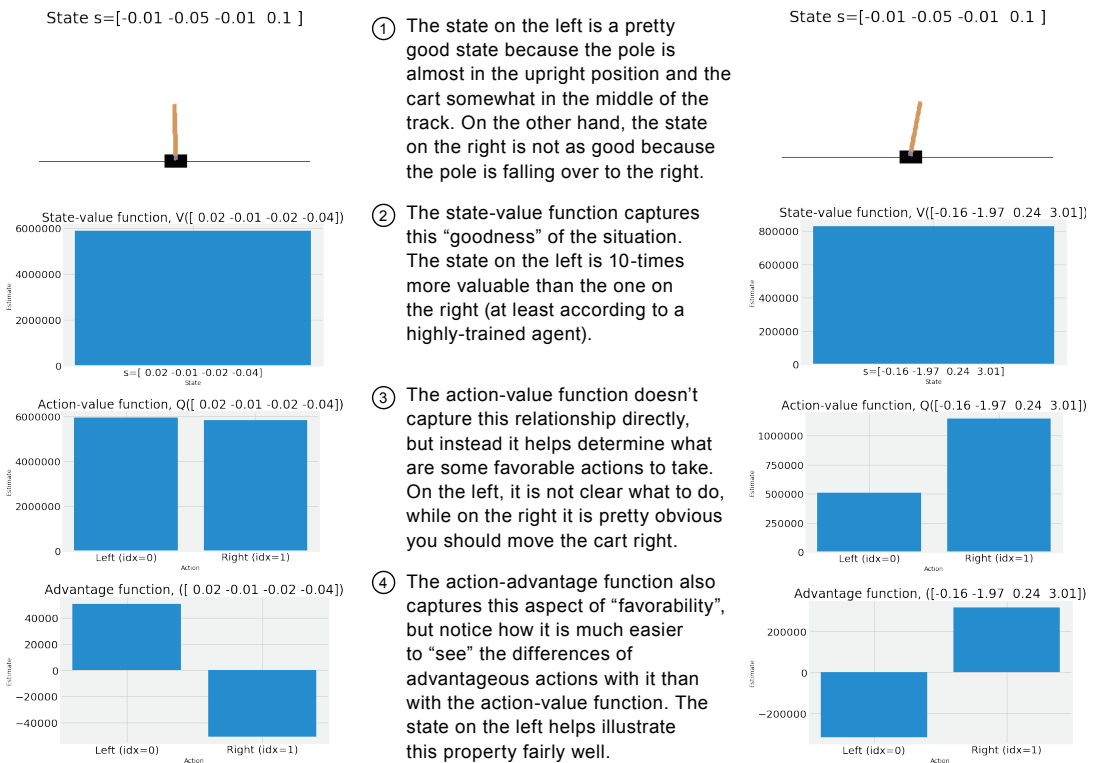 State s=[-0.01 -0.05 -0.01  0.1 ]
1
The state on the left is a pretty
good state because the pole is
almost in the upright position and the
cart somewhat in the middle of the
track. On the other hand, the state
on the right is not as good because
the pole is falling over to the right.
State s=[-0.01 -0.05 -0.01  0.1 ]
State-value function, V([ 0.02 -0.01 -0.02 -0.04])
6000000
4000000
2000000
0
Estimate
s=[ 0.02 -0.01 -0.02 -0.04]
State
2
The state-value function captures
this “goodness” of the situation.
The state on the left is 10-times
more valuable than the one on
the right (at least according to a
highly-trained agent).
State-value function, V([-0.16 -1.97  0.24  3.01])
800000
600000
400000
200000
0
Estimate
s=[-0.16 -1.97  0.24  3.01]
State
Action-value function, Q([ 0.02 -0.01 -0.02 -0.04])
6000000
4000000
2000000
0
Estimate
Left (idx=0)
Right (idx=1)
Action
3
The action-value function doesn’t
capture this relationship directly,
but instead it helps determine what
are some favorable actions to take.
On the left, it is not clear what to do,
while on the right it is pretty obvious
you should move the cart right.
Action-value function, Q([-0.16 -1.97  0.24  3.01])
1000000
750000
500000
250000
0
Estimate
Left (idx=0)
Right (idx=1)
Action
Advantage function, ([ 0.02 -0.01 -0.02 -0.04])
40000
20000
0
−20000
−40000
Estimate
Left (idx=0)
Right (idx=1)
Action
4
The action-advantage function also
captures this aspect of “favorability”,
but notice how it is much easier
to “see” the differences of
advantageous actions with it than
with the action-value function. The
state on the left helps illustrate
this property fairly well.
Advantage function, ([-0.16 -1.97  0.24  3.01])
200000
0
−200000
Estimate
Left (idx=0)
Right (idx=1)
Action